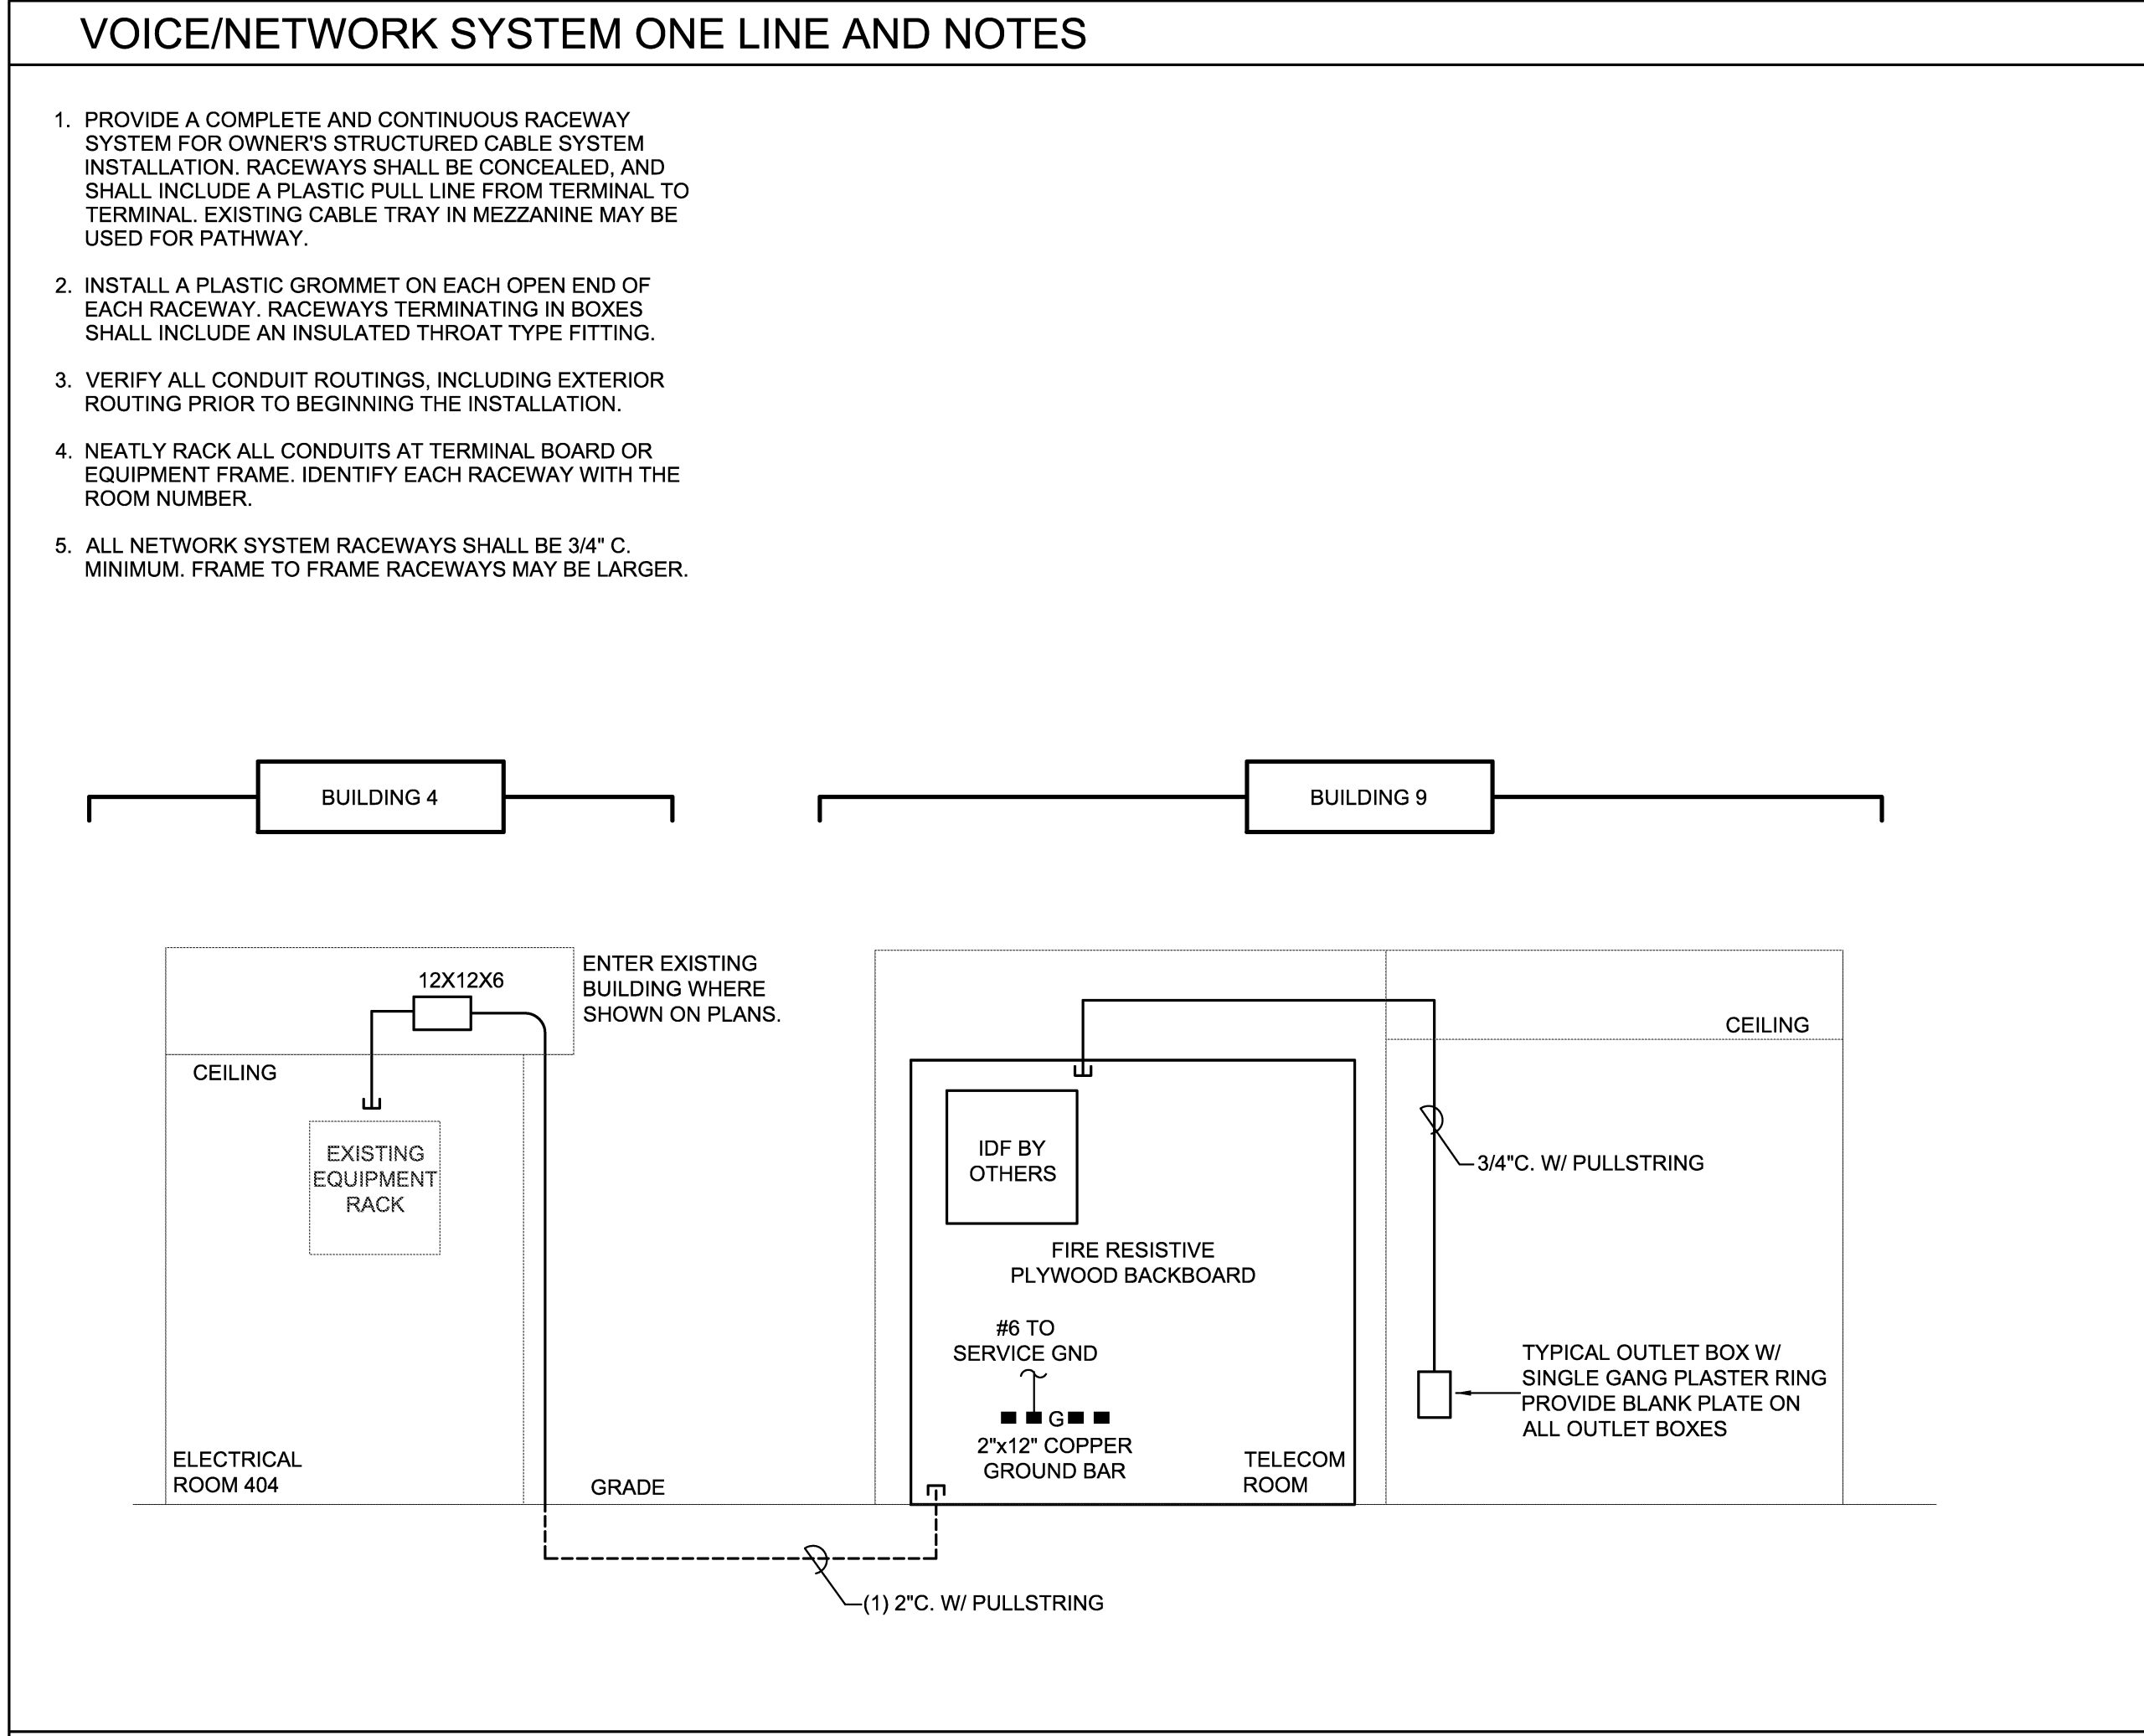 VOICE/NETWORK SYSTEM ONE LINE AND NOTES
1. PROVIDE A COMPLETE AND CONTINUOUS RACEWAY
SYSTEM FOR OWNER'S STRUCTURED CABLE SYSTEM
INSTALLATION. RACEWAYS SHALL BE CONCEALED, AND
SHALL INCLUDE A PLASTIC PULL LINE FROM TERMINAL TO
TERMINAL. EXISTING CABLE TRAY IN MEZZANINE MAY BE
USED FOR PATHWAY.
2. INSTALL A PLASTIC GROMMET ON EACH OPEN END OF
EACH RACEWAY. RACEWAYS TERMINATING IN BOXES
SHALL INCLUDE AN INSULATED THROAT TYPE FITTING.
3. VERIFY ALL CONDUIT ROUTINGS, INCLUDING EXTERIOR
ROUTING PRIOR TO BEGINNING THE INSTALLATION.
4. NEATLY RACK ALL CONDUITS AT TERMINAL BOARD OR
EQUIPMENT FRAME. IDENTIFY EACH RACEWAY WITH THE
ROOM NUMBER.
5. ALL NETWORK SYSTEM RACEWAYS SHALL BE 3/4" C.
MINIMUM. FRAME TO FRAME RACEWAYS MAY BE LARGER.
BUILDING 4
BUILDING 9
12X12X6
ENTER EXISTING
BUILDING WHERE
SHOWN ON PLANS.
CEILING
EXISTING
EQUIPMENT
RACK
ELECTRICAL
ROOM 404
GRADE
IDF BY
OTHERS
FIRE RESISTIVE
PLYWOOD BACKBOARD
#6 TO
SERVICE GND
G
2"x12" COPPER
GROUND BAR
TELECOM
ROOM
CEILING
3/4"C. W/ PULLSTRING
TYPICAL OUTLET BOX W/
SINGLE GANG PLASTER RING
PROVIDE BLANK PLATE ON
ALL OUTLET BOXES
(1) 2"C. W/ PULLSTRING